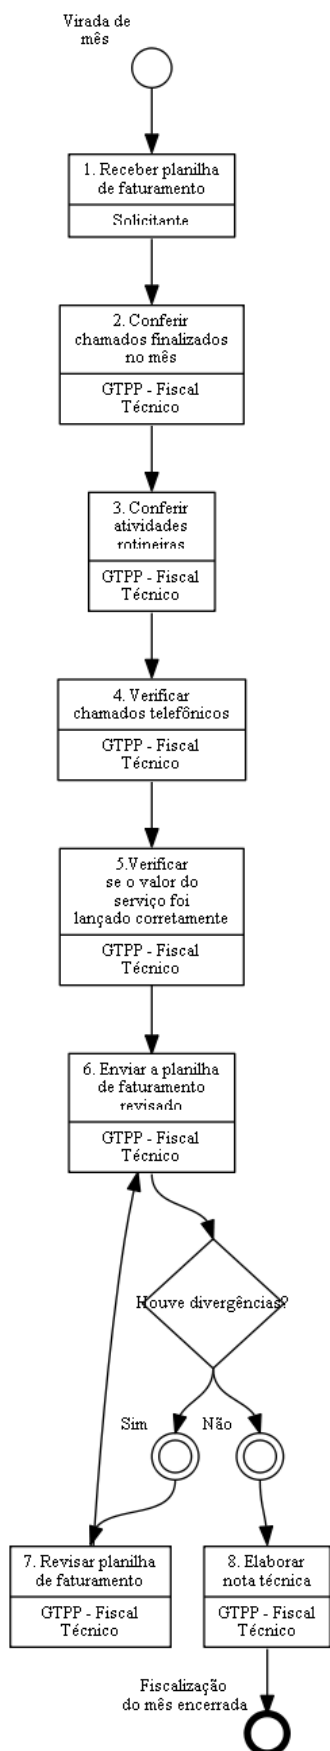 Virada de
mês
1. Receber planilha
de faturamento
Solicitante
2. Conferir
chamados finalizados
no mês
GTPP - Fiscal
Técnico
3. Conferir
atividades
rotineiras
GTPP - Fiscal
Técnico
4. Verificar
chamados telefônicos
GTPP - Fiscal
Técnico
5.Verificar
se o valor do
serviço foi
lançado corretamente
GTPP - Fiscal
Técnico
6. Enviar a planilha
de faturamento
revisado
GTPP - Fiscal
Técnico
Houve divergências?
Sim
Não
7. Revisar planilha
de faturamento
GTPP - Fiscal
Técnico
8. Elaborar
nota técnica
GTPP - Fiscal
Técnico
Fiscalização
do mês encerrada